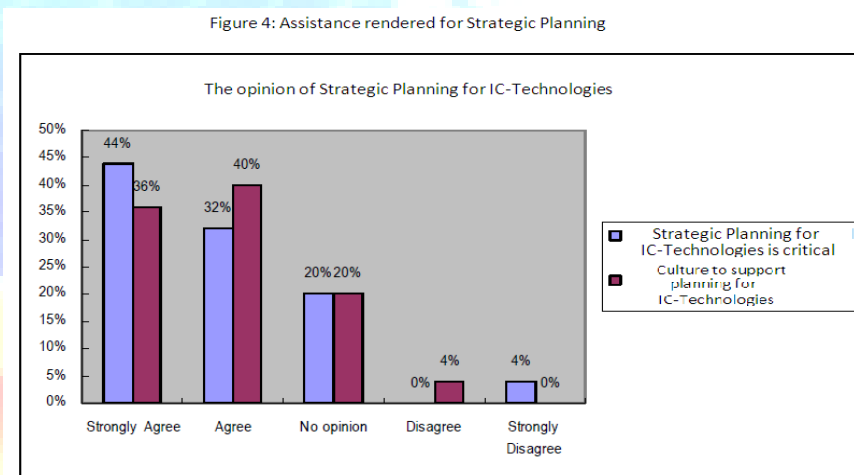 Figure 4: Assistance rendered for Strategic Planning
The opinion of Strategic Planning for IC-Technologies
50%
45%
40%
35%
30%
25%
20%
15%
10%
5%
0%
44%
36%
32%
40%
20% 20%
0%
4%
4%
0%
Strongly Agree
Agree
No opinion
Disagree
Strongly
Disagree
Strategic Planning for
IC-Technologies is critical
Culture to support
planning for
IC-Technologies